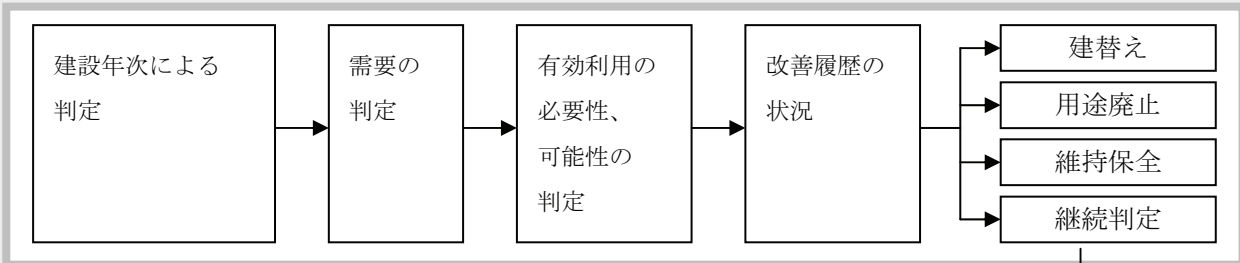 建設年次による
判定
需要の
判定
有効利用の
必要性、
可能性の
判定
改善履歴の
状況
建替え
用途廃止
維持保全
継続判定